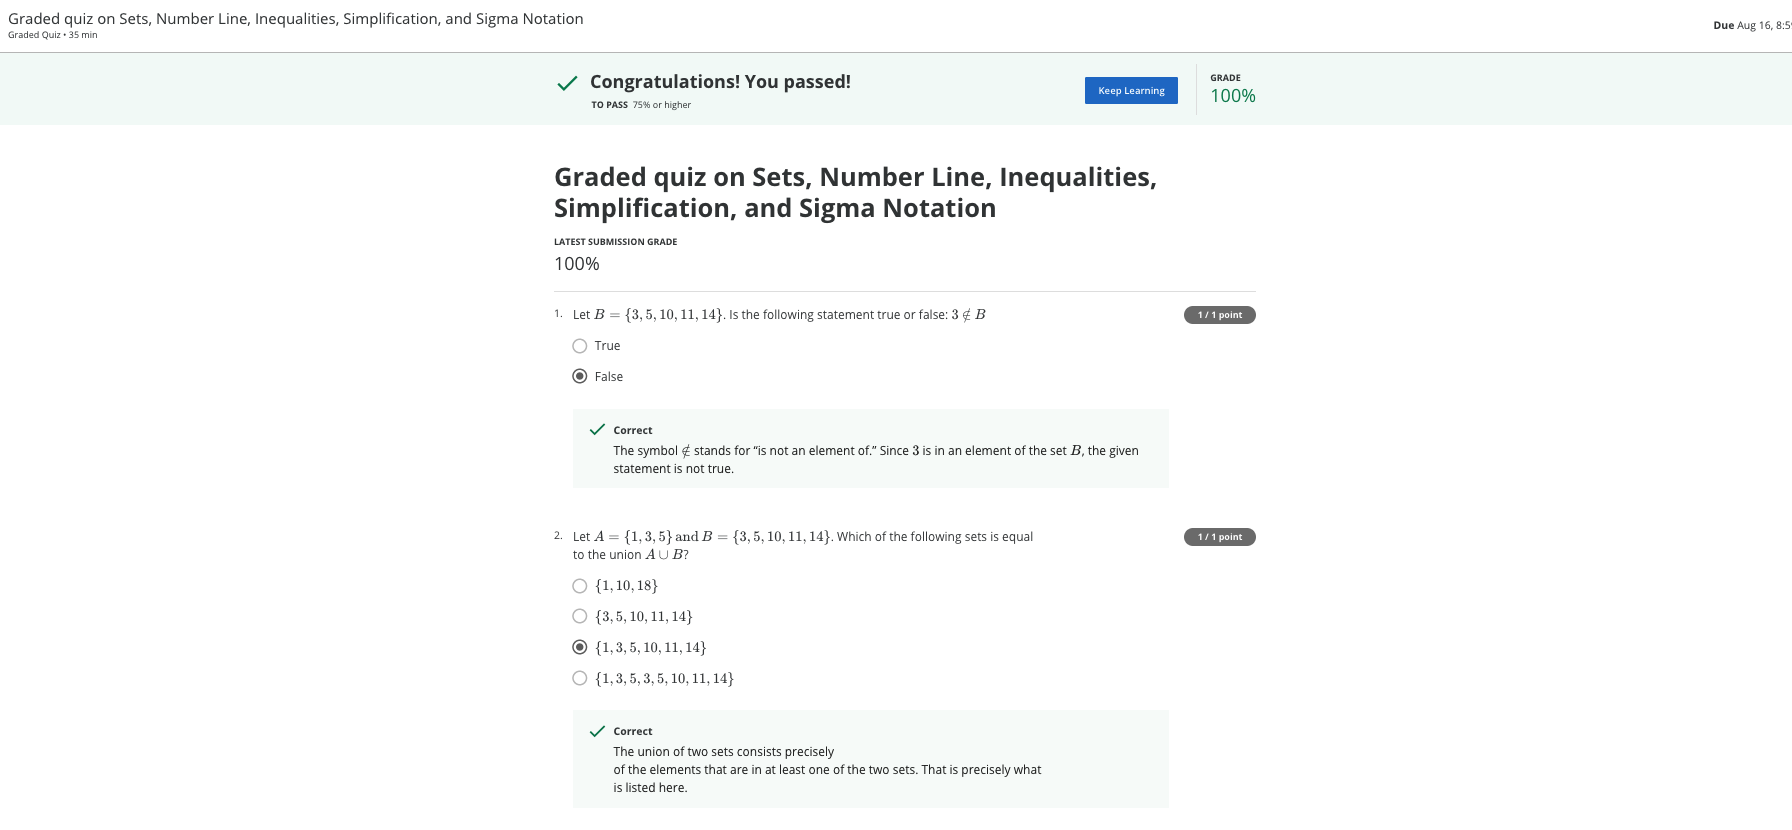 Graded quiz on Sets, Number Line, Inequalities, Simplification, and Sigma Notation
Graded Quiz • 35 min
Due Aug 16, 8:5
Congratulations! You passed!
TO PASS 75% or higher
Keep Learning
GRADE
100%
Graded quiz on Sets, Number Line, Inequalities,
Simplification, and Sigma Notation
LATEST SUBMISSION GRADE
100%
1. Let B = {3, 5, 10, 11, 14}. Is the following statement true or false: 3 ∉ B
1 / 1 point
True
False
Correct
The symbol ∉ stands for “is not an element of.” Since 3 is in an element of the set B, the given
statement is not true.
2. Let A = {1, 3, 5} and B = {3, 5, 10, 11, 14}. Which of the following sets is equal
to the union A ∪ B?
1 / 1 point
{1, 10, 18}
{3, 5, 10, 11, 14}
{1, 3, 5, 10, 11, 14}
{1, 3, 5, 3, 5, 10, 11, 14}
Correct
The union of two sets consists precisely
of the elements that are in at least one of the two sets. That is precisely what
is listed here.